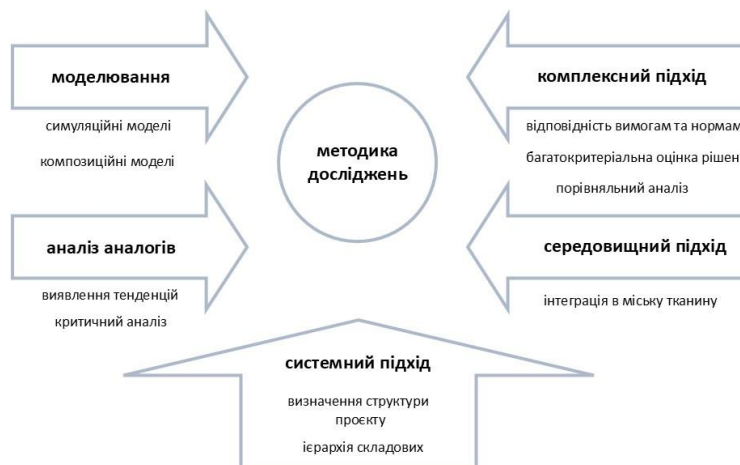 моделювання
симуляційні моделі
композиційні моделі
аналіз аналогів
виявлення тенденцій
критичний аналіз
методика
досліджень
комплексний підхід
відповідність вимогам та нормам
багатокритеріальна оцінка рішен
порівняльний аналіз
середовищний підхід
інтеграція в міську тканину
системний підхід
визначення структури
проєкту
ієрархія складових